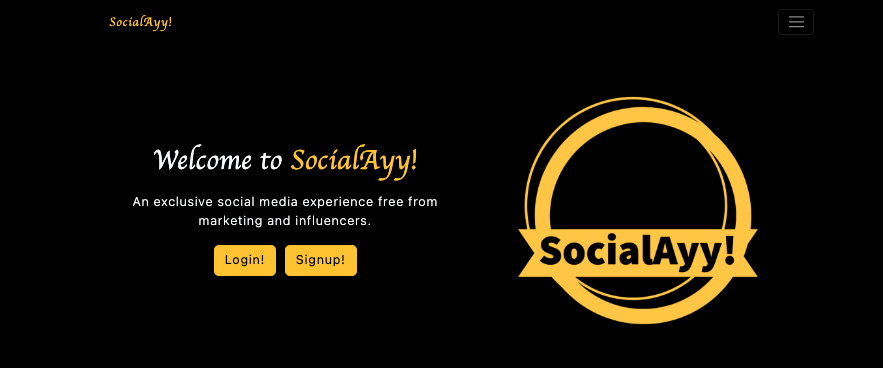 SocialAyy!
Welcome to SocialAyy!
An exclusive social media experience free from
marketing and influencers.
Login! Signup!
SocialAyy!